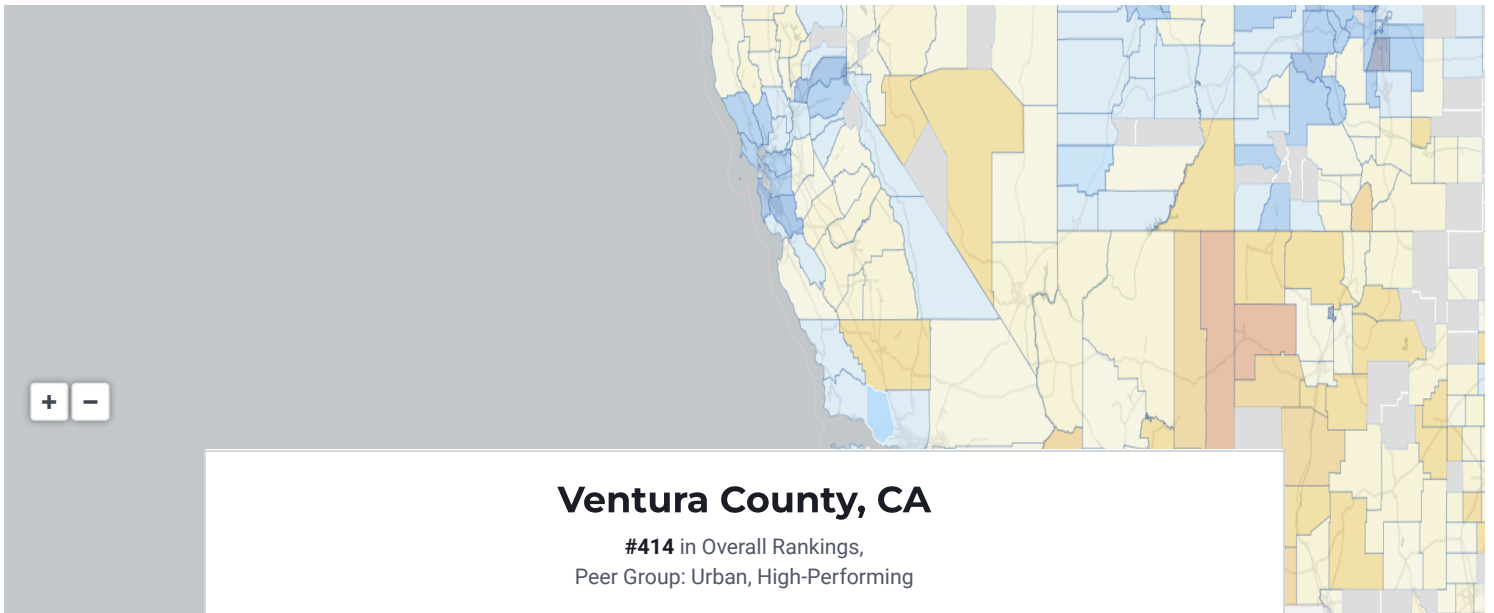 + −
Ventura County, CA
#414 in Overall Rankings,
Peer Group: Urban, High-Performing